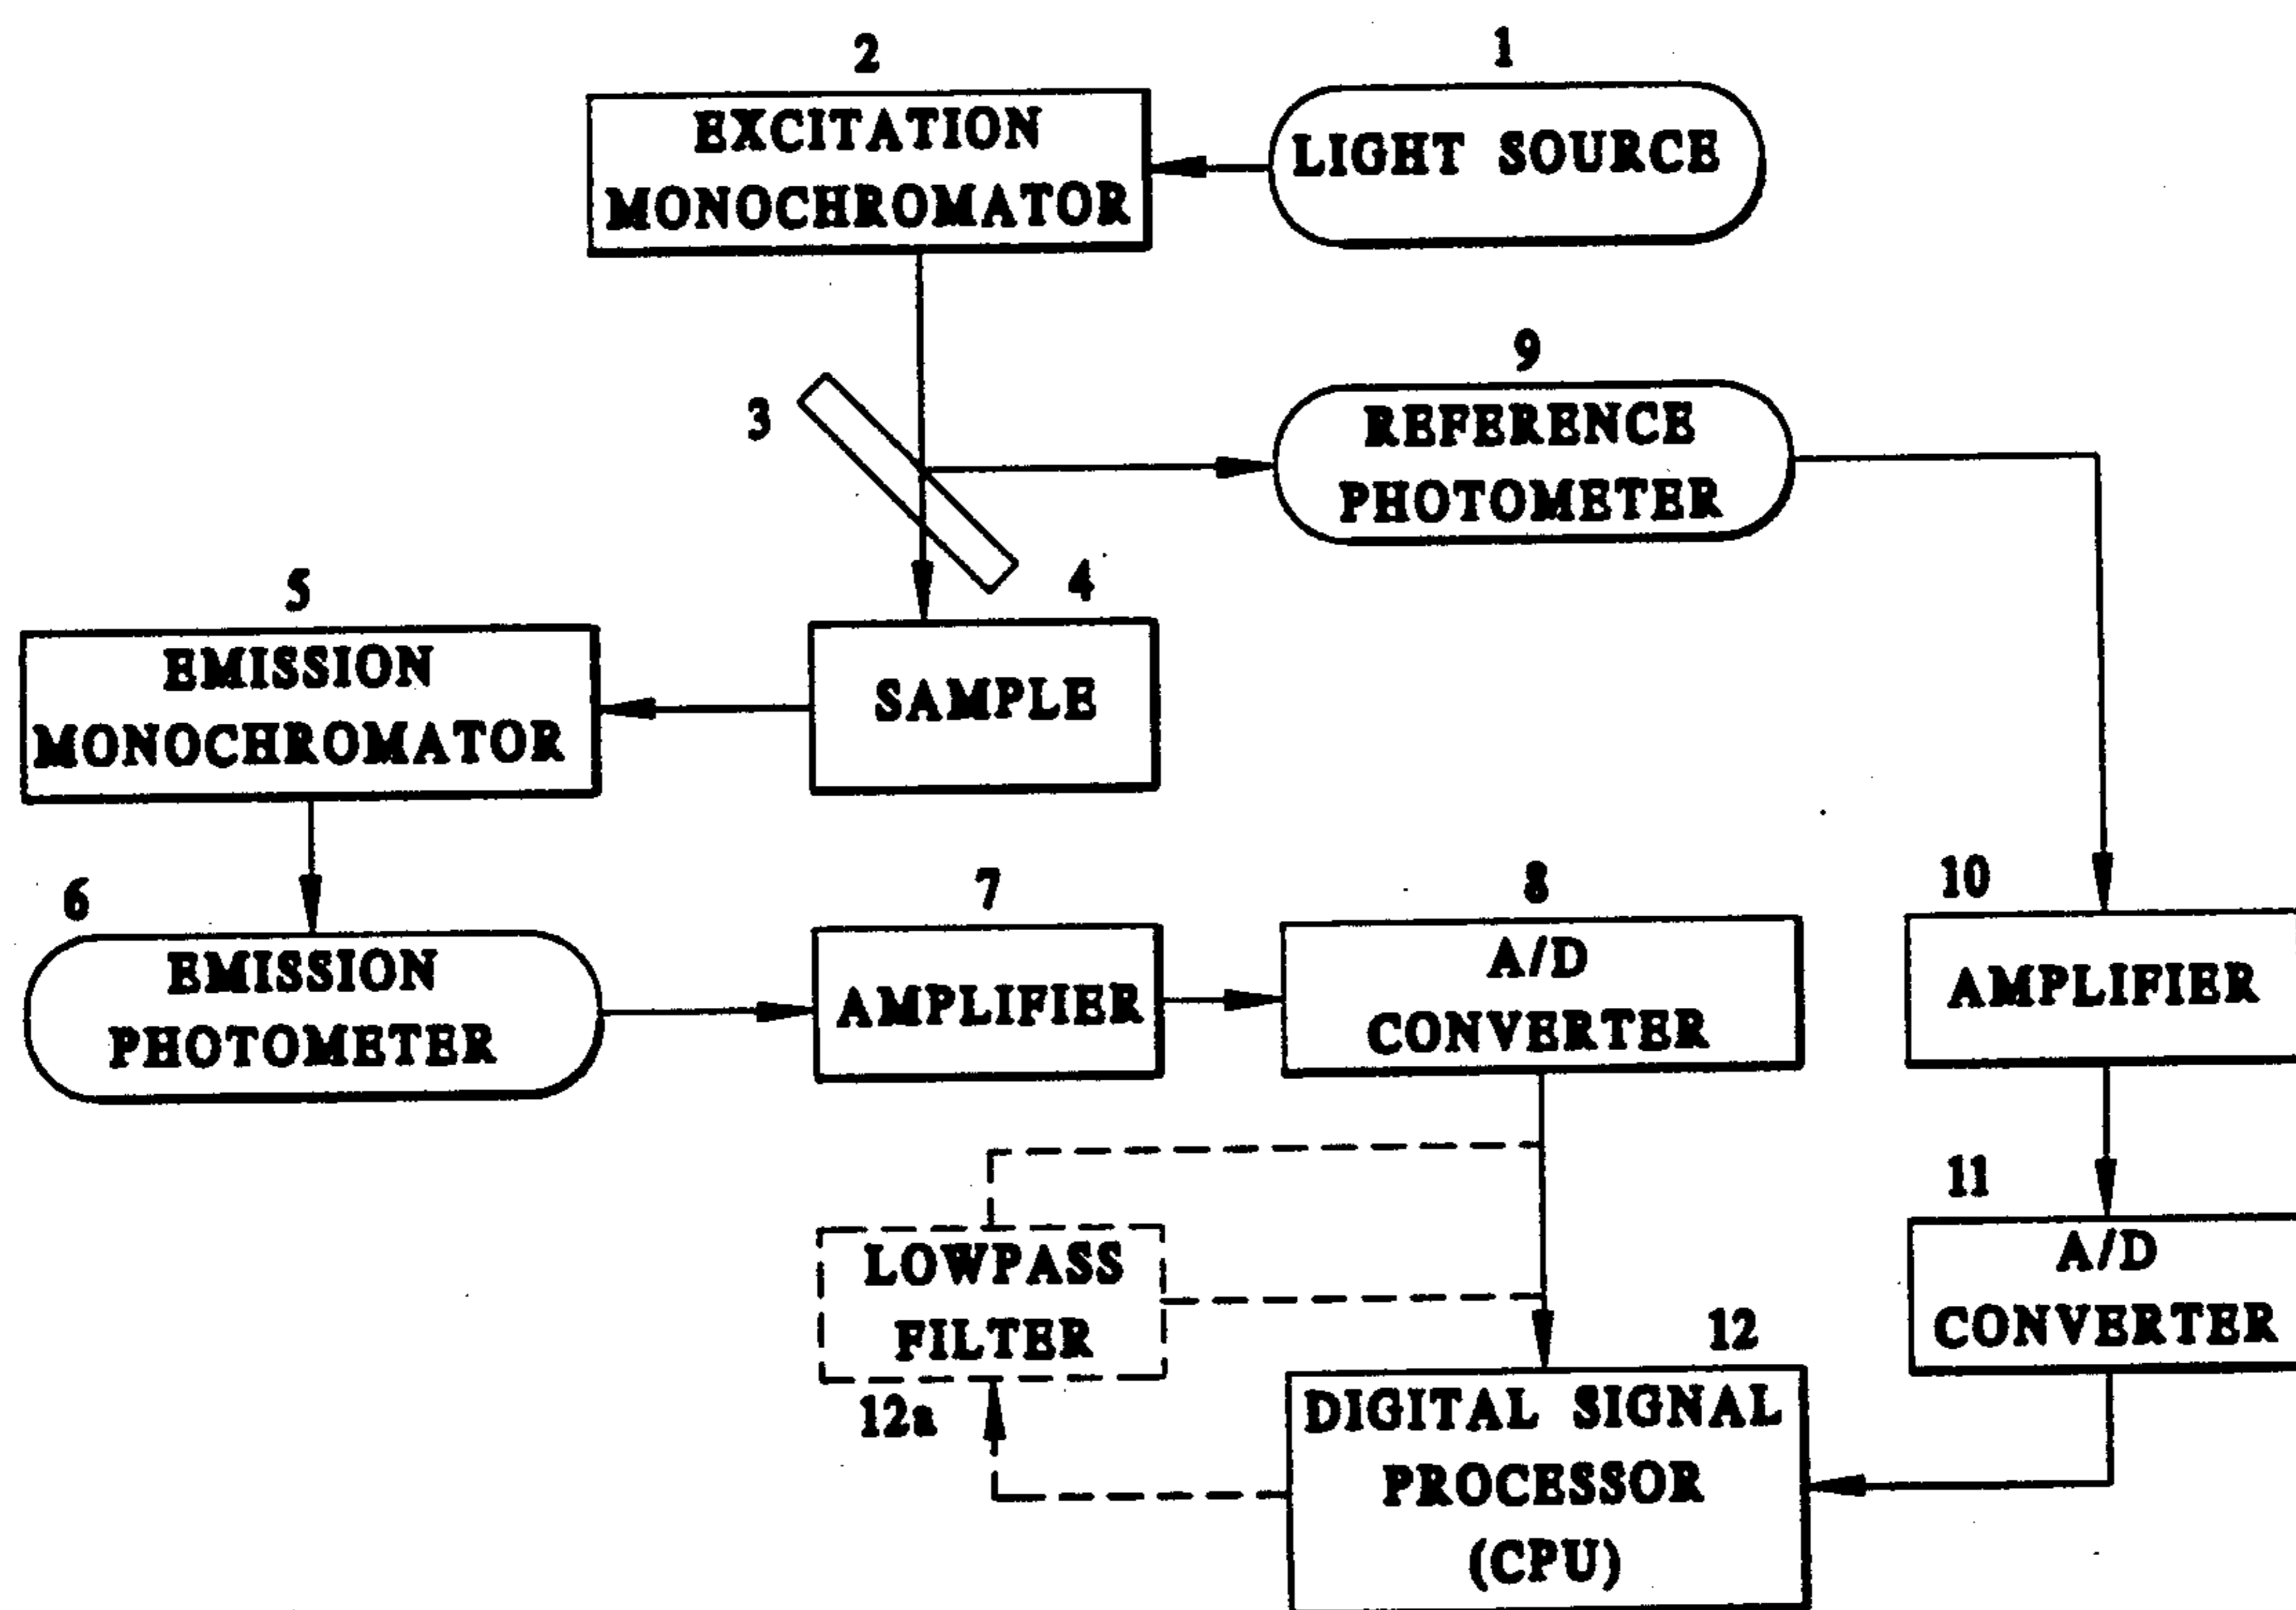 2
1
EXCITATION
MONOCHROMATOR
LIGHT SOURCE
3
9
REFERENCE
PHOTOMETER
5
4
EMISSION
MONOCHROMATOR
SAMPLE
6
7
8
10
EMISSION
PHOTOMETER
AMPLIFIER
A/D
CONVERTER
AMPLIFIER
11
LOWPASS
FILTER
12a
A/D
CONVERTER
12
DIGITAL SIGNAL
PROCESSOR
(CPU)